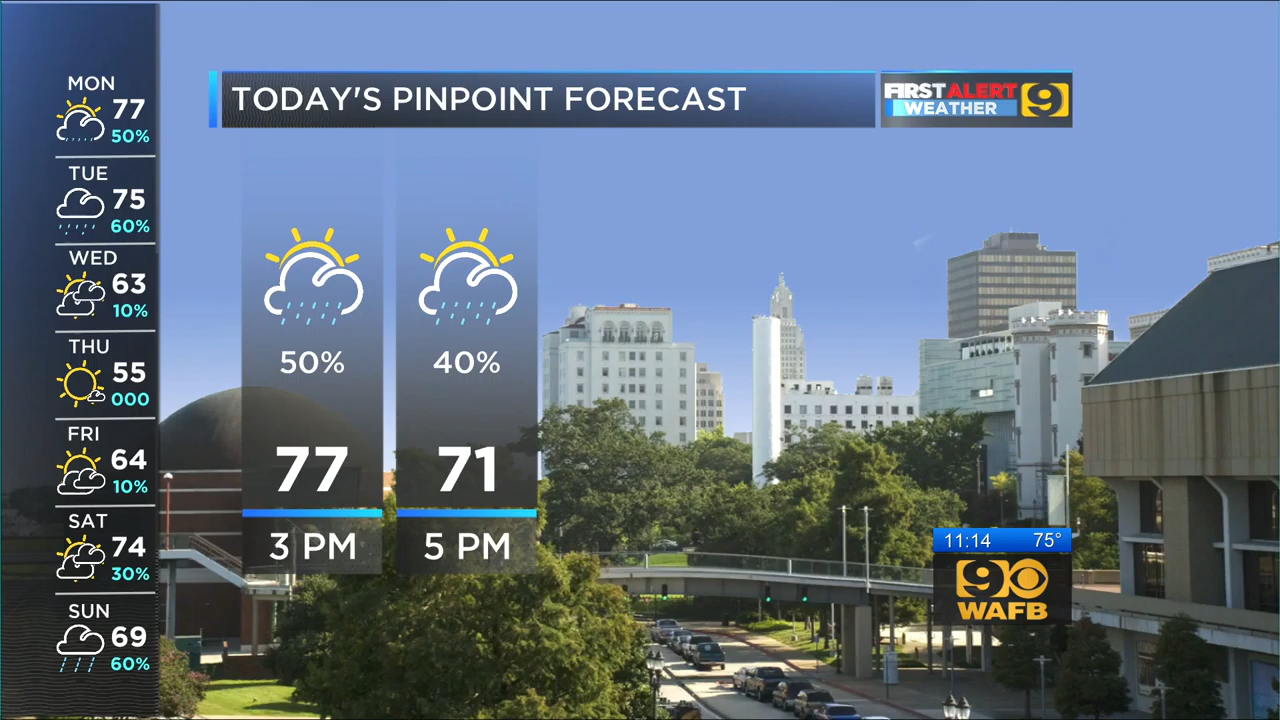 MON
77
50%
TUE
75
60%
WED
63
10%
THU
55
000
FRI
64
10%
SAT
74
30%
SUN
69
60%
TODAY'S PINPOINT FORECAST
FIRST ALERT
WEATHER
9
50%
40%
77
71
3 PM
5 PM
11:14 75°
9
WAFB